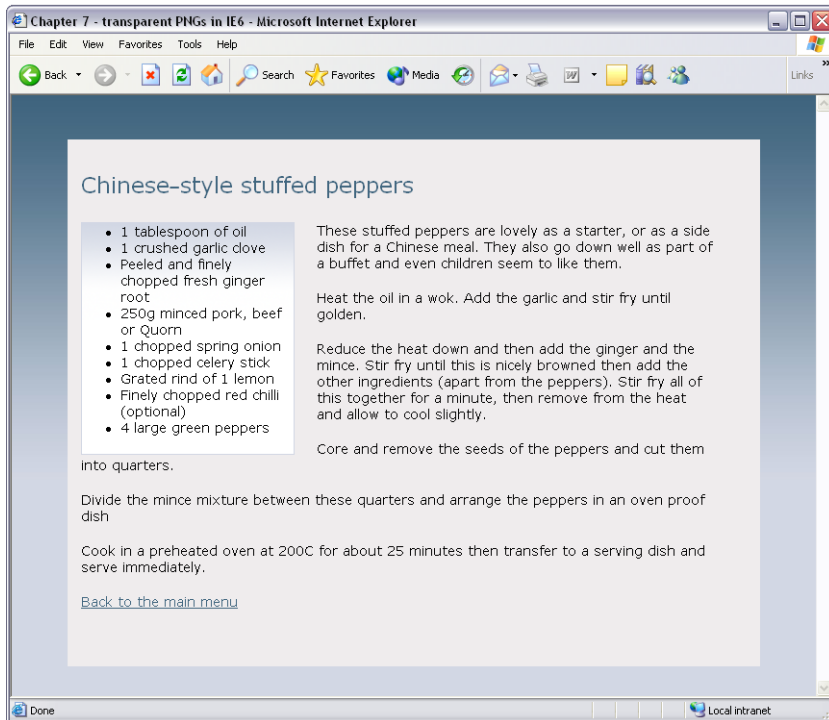 Chapter 7 - transparent PNGs in IE6 - Microsoft Internet Explorer
File Edit View Favorites Tools Help
Back Search Favorites Media Links
Chinese-style stuffed peppers
1 tablespoon of oil
1 crushed garlic clove
Peeled and finely
chopped fresh ginger
root
250g minced pork, beef
or Quorn
1 chopped spring onion
1 chopped celery stick
Grated rind of 1 lemon
Finely chopped red chilli
(optional)
4 large green peppers
These stuffed peppers are lovely as a starter, or as a side
dish for a Chinese meal. They also go down well as part of
a buffet and even children seem to like them.
Heat the oil in a wok. Add the garlic and stir fry until
golden.
Reduce the heat down and then add the ginger and the
mince. Stir fry until this is nicely browned then add the
other ingredients (apart from the peppers). Stir fry all of
this together for a minute, then remove from the heat
and allow to cool slightly.
Core and remove the seeds of the peppers and cut them
into quarters.
Divide the mince mixture between these quarters and arrange the peppers in an oven proof
dish
Cook in a preheated oven at 200C for about 25 minutes then transfer to a serving dish and
serve immediately.
Back to the main menu
Done Local intranet